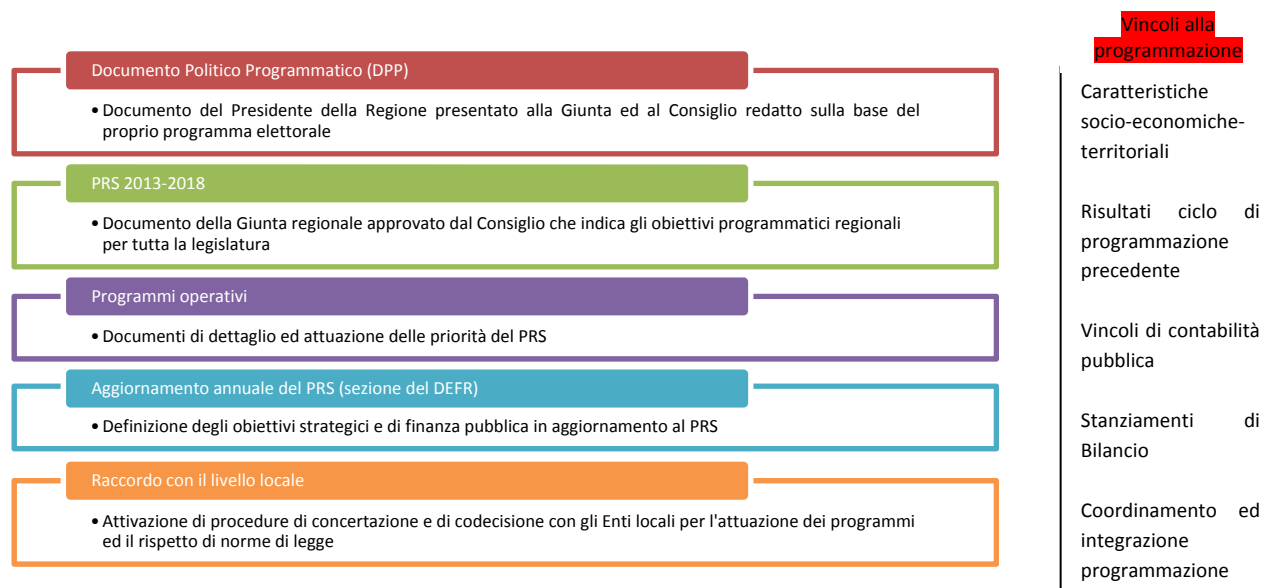 Documento Politico Programmatico (DPP)
• Documento del Presidente della Regione presentato alla Giunta ed al Consiglio redatto sulla base del
proprio programma elettorale
PRS 2013-2018
• Documento della Giunta regionale approvato dal Consiglio che indica gli obiettivi programmatici regionali
per tutta la legislatura
Programmi operativi
• Documenti di dettaglio ed attuazione delle priorità del PRS
Aggiornamento annuale del PRS (sezione del DEFR)
• Definizione degli obiettivi strategici e di finanza pubblica in aggiornamento al PRS
Raccordo con il livello locale
• Attivazione di procedure di concertazione e di codecisione con gli Enti locali per l'attuazione dei programmi
ed il rispetto di norme di legge
Vincoli alla
programmazione
Caratteristiche
socio-economiche-
territoriali
Risultati ciclo di
programmazione
precedente
Vincoli di contabilità
pubblica
Stanziamenti di
Bilancio
Coordinamento ed
integrazione
programmazione